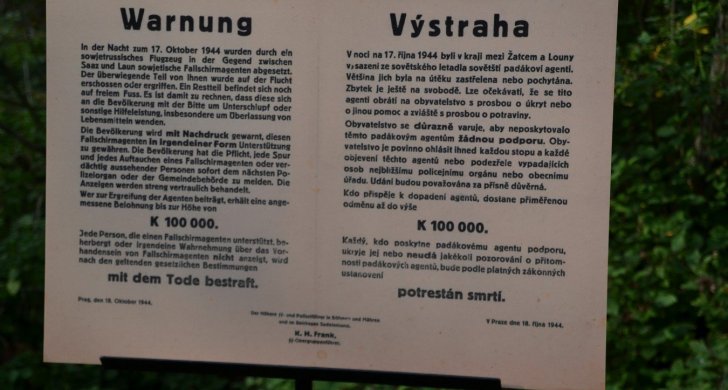 Warnung
In der Nacht zum 17. Oktober 1944 wurden durch ein
sowjetrussisches Flugzeug in der Gegend zwischen
Saaz und Laun sowjetische Fallschirmagenten abgesetzt.
Der überwiegende Teil von ihnen wurde auf der Flucht
erschossen oder ergriffen. Ein Restteil befindet sich noch
auf freiem Fuss. Es ist damit zu rechnen, dass diese sich
an die Bevölkerung mit der Bitte um Unterschlupf oder
sonstige Hilfeleistung, insbesondere um Überlassung von
Lebensmitteln wenden.
Die Bevölkerung wird mit Nachdruck gewarnt, diesen
Fallschirmagenten in irgendeiner Form Unterstützung
zu gewähren. Die Bevölkerung hat die Pflicht, jede Spur
und jedes Auftauchen eines Fallschirmagenten oder ver-
dächtig aussehender Personen sofort dem nächsten Po-
lizeiorgan oder der Gemeindebehörde zu melden. Die
Anzeigen werden streng vertraulich behandelt.
Wer zur Ergreifung der Agenten beiträgt, erhält eine ange-
messene Belohnung bis zur Höhe von
K 100 000.
Jede Person, die einen Fallschirmagenten unterstützt, be-
herbergt oder irgendeine Wahrnehmung über das Vor-
handensein von Fallschirmagenten nicht anzeigt, wird
nach den geltenden gesetzlichen Bestimmungen
mit dem Tode bestraft.
Prag, den 18. Oktober 1944.
Výstraha
V noci na 17. října 1944 byli v kraji mezi Žatcem a Louny
vysazeni ze sovětského letadla sovětští padákoví agenti.
Většina jich byla na útěku zastřelena nebo pochytána.
Zbytek je ještě na svobodě. Lze očekávati, že se tito
agenti obrátí na obyvatelstvo s prosbou o úkryt nebo
o jinou pomoc a zvláště s prosbou o potraviny.
Obyvatelstvo se důrazně varuje, aby neposkytovalo
těmto padákovým agentům žádnou podporu. Oby-
vatelstvo je povinno ohlásit ihned každou stopu a každé
objevení těchto agentů nebo podezřele vypadajících
osob nejbližšímu policejnímu orgánu nebo obecnímu
úřadu. Udání budou považována za přísně důvěrná.
Kdo přispěje k dopadení agentů, dostane přiměřenou
odměnu až do výše
K 100 000.
Každý, kdo poskytne padákovému agentu podporu,
ukryje jej nebo neudá jakékoli pozorování o přítom-
nosti padákových agentů, bude podle platných zákonných
ustanovení
potrestán smrtí.
V Praze dne 18. října 1944.
Der Höhere und Polizeiführer in Böhmen und Mähren
K. H. Frank,